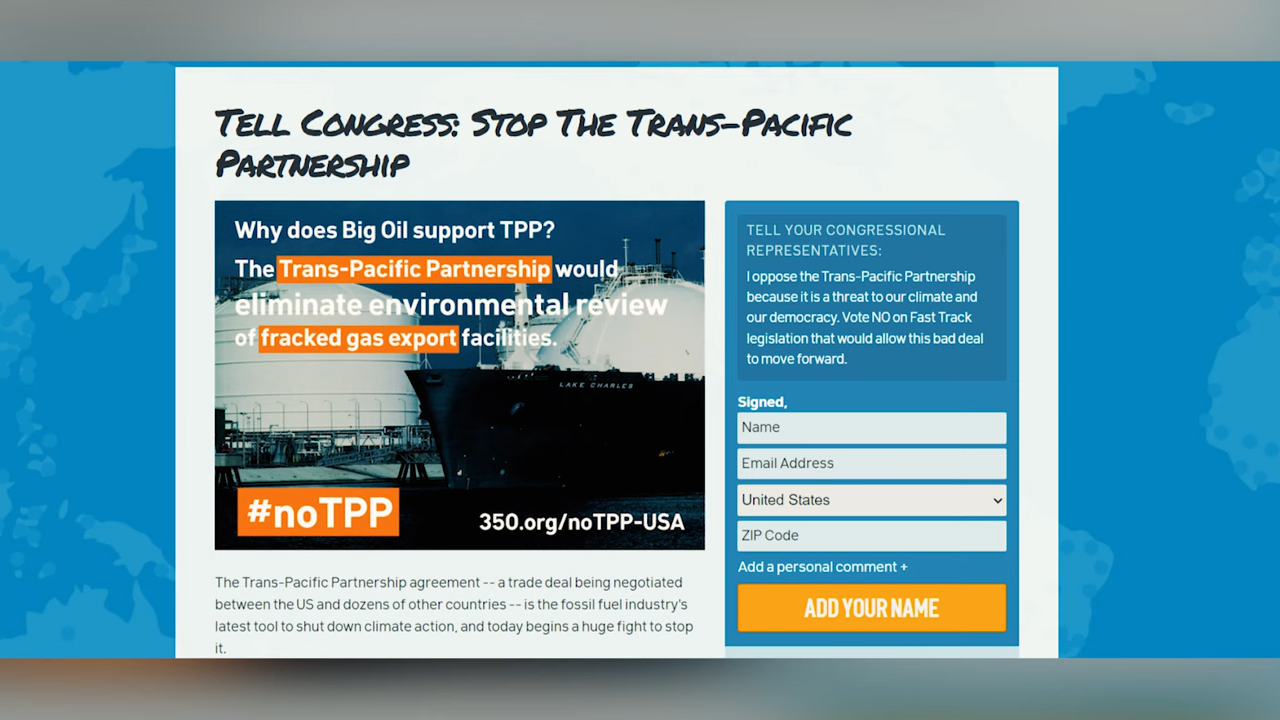 Tell Congress: Stop The Trans-Pacific
Partnership
Why does Big Oil support TPP?
The Trans-Pacific Partnership would
eliminate environmental review
of fracked gas export facilities.
LAKE CHARLES
#noTPP
350.org/noTPP-USA
The Trans-Pacific Partnership agreement -- a trade deal being negotiated
between the US and dozens of other countries -- is the fossil fuel industry's
latest tool to shut down climate action, and today begins a huge fight to stop
it.
TELL YOUR CONGRESSIONAL
REPRESENTATIVES:
I oppose the Trans-Pacific Partnership
because it is a threat to our climate and
our democracy. Vote NO on Fast Track
legislation that would allow this bad deal
to move forward.
Signed,
Name
Email Address
United States
ZIP Code
Add a personal comment +
ADD YOUR NAME